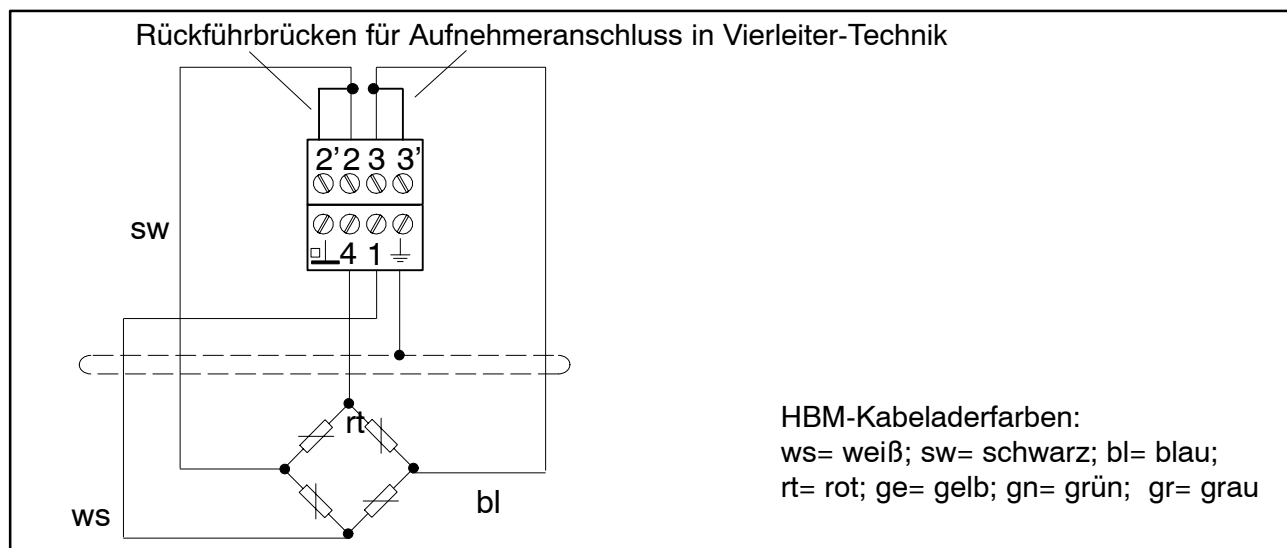 Rückführbrücken für Aufnehmeranschluss in Vierleiter-Technik
2’ 2 3 3’
sw
4 1
rt
HBM-Kabeladerfarben:
ws= weiß; sw= schwarz; bl= blau;
rt= rot; ge= gelb; gn= grün; gr= grau
bl
ws